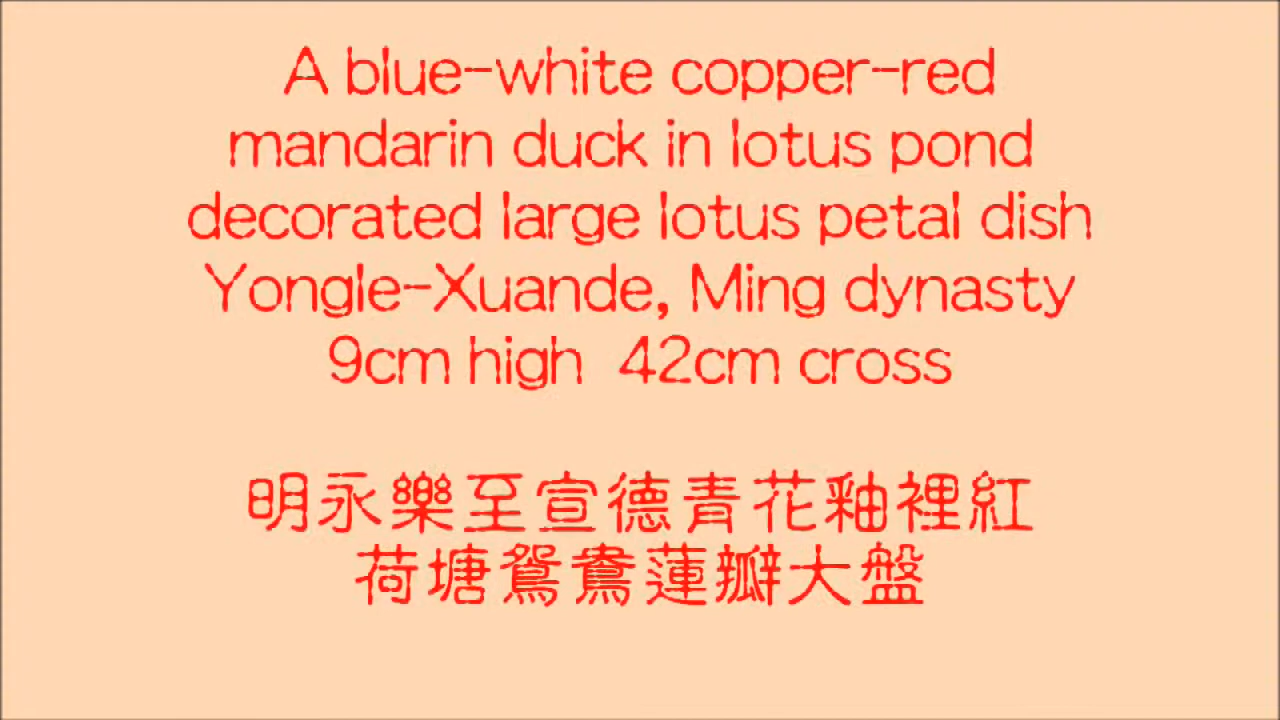 A blue-white copper-red
mandarin duck in lotus pond
decorated large lotus petal dish
Yongle-Xuande, Ming dynasty
9cm high  42cm cross
明永樂至宣德青花釉裡紅
荷塘鴛鴦蓮瓣大盤